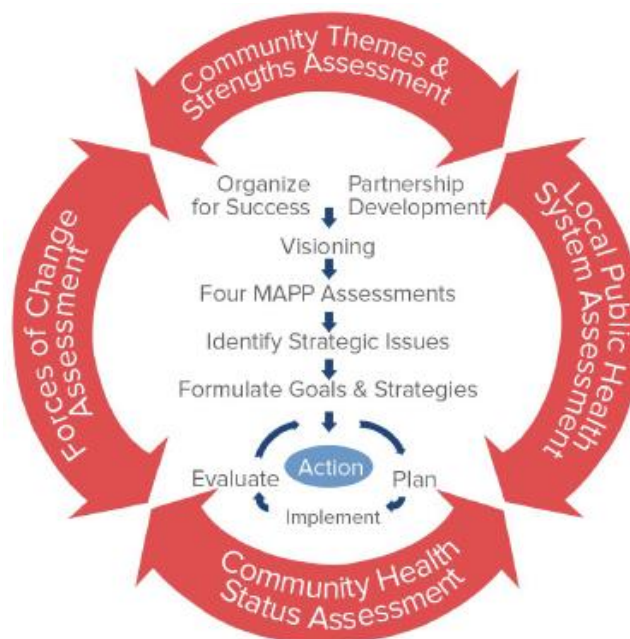 Community Themes &
Strengths Assessment
Organize
for Success
Partnership
Development
Visioning
Four MAPP Assessments
Identify Strategic Issues
Formulate Goals & Strategies
Action
Evaluate
Plan
Implement
Forces of Change
Assessment
Local Public Health
System Assessment
Community Health
Status Assessment